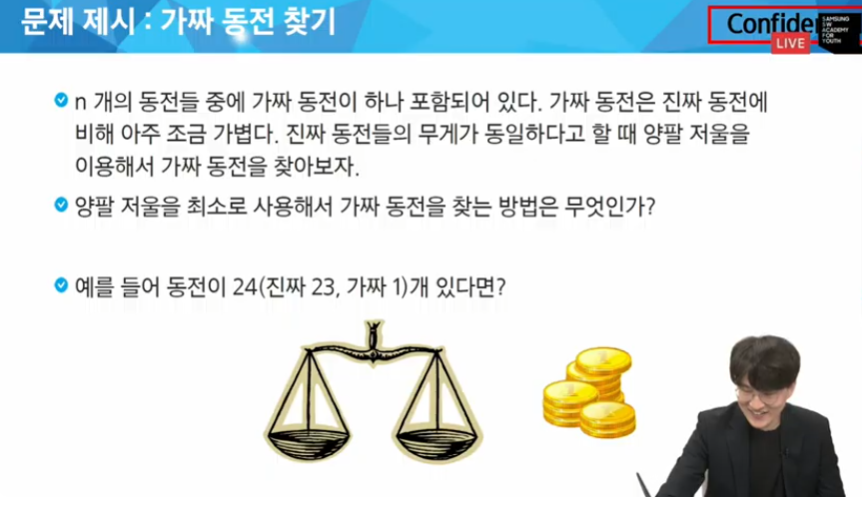 문제 제시 : 가짜 동전 찾기
Confide
LIVE
SAMSUNG
SW
ACADEMY
FOR
YOUTH
n 개의 동전들 중에 가짜 동전이 하나 포함되어 있다. 가짜 동전은 진짜 동전에
비해 아주 조금 가볍다. 진짜 동전들의 무게가 동일하다고 할 때 양팔 저울을
이용해서 가짜 동전을 찾아보자.
양팔 저울을 최소로 사용해서 가짜 동전을 찾는 방법은 무엇인가?
예를 들어 동전이 24(진짜 23, 가짜 1)개 있다면?